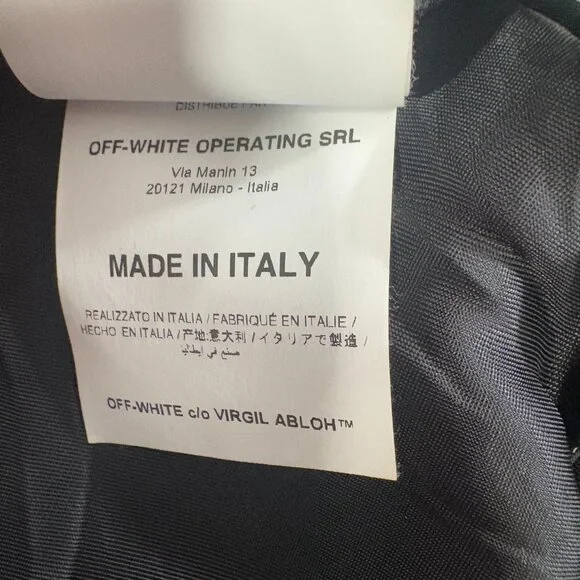 DISTRIBUÉ PAR
OFF-WHITE OPERATING SRL
Via Manin 13
20121 Milano - Italia
MADE IN ITALY
REALIZZATO IN ITALIA / FABRIQUÉ EN ITALIE /
HECHO EN ITALIA / 产地:意大利 / イタリアで製造 /
صنع في إيطاليا
OFF-WHITE c/o VIRGIL ABLOH™